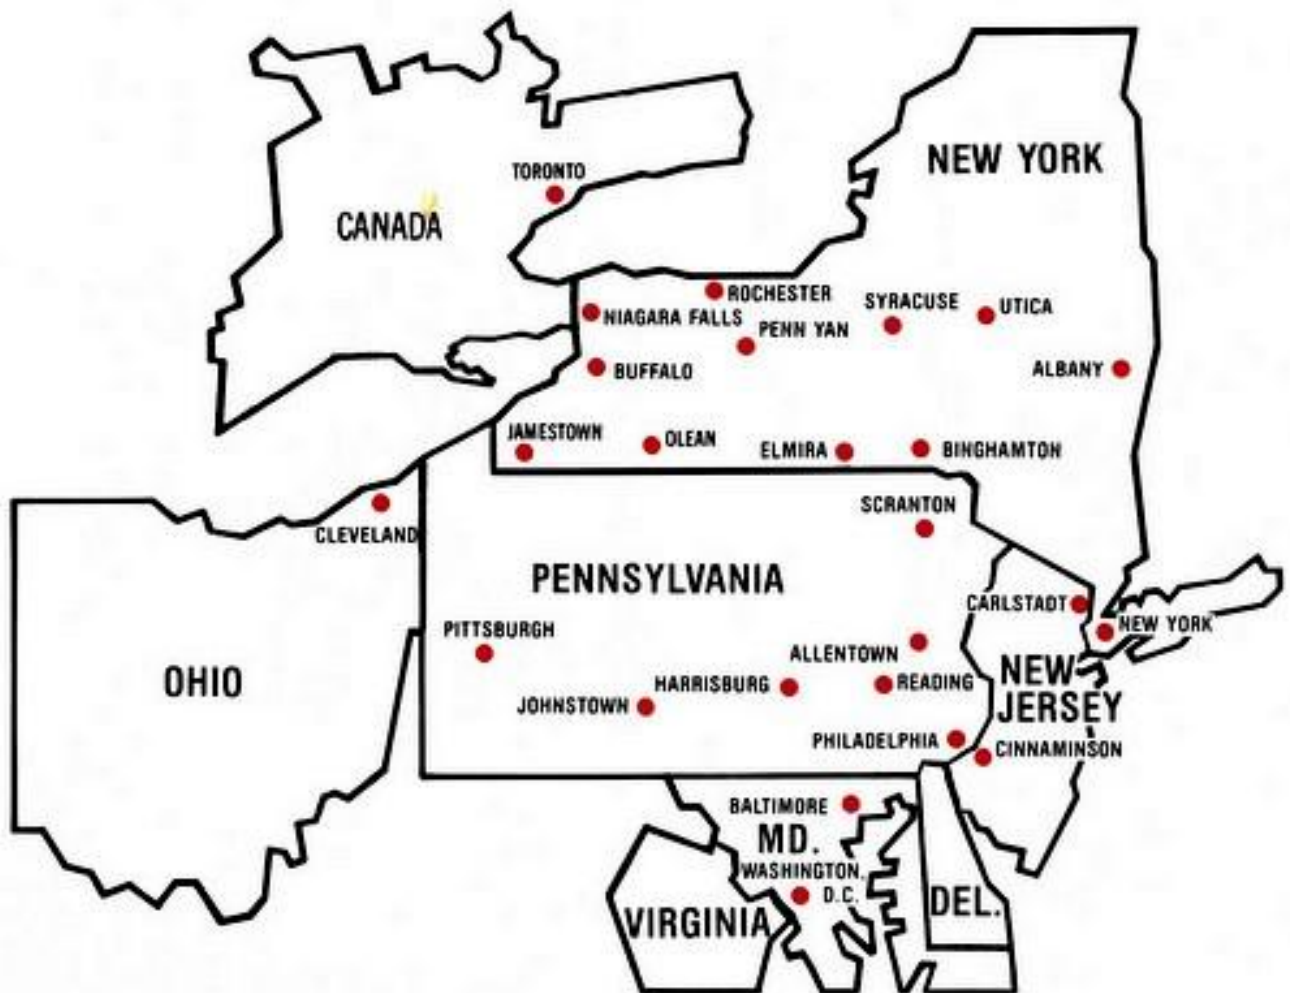 TORONTO
NEW YORK
CANADA
ROCHESTER
SYRACUSE
UTICA
NIAGARA FALLS
PENN YAN
BUFFALO
ALBANY
JAMESTOWN
OLEAN
ELMIRA
BINGHAMTON
SCRANTON
CLEVELAND
PENNSYLVANIA
CARLSTADT
NEW YORK
PITTSBURGH
ALLENTOWN
OHIO
HARRISBURG
READING
NEW
JERSEY
JOHNSTOWN
PHILADELPHIA
CINNAMINSON
BALTIMORE
MD.
WASHINGTON,
D.C.
VIRGINIA
DEL.